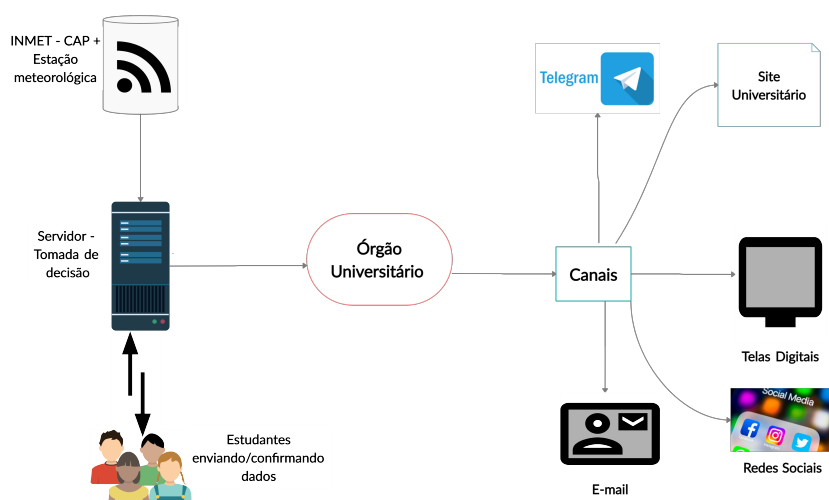 INMET - CAP +
Estação
meteorológica
Telegram
Site
Universitário
Servidor -
Tomada de
decisão
Órgão
Universitário
Canais
Telas Digitais
Social Media
Estudantes
enviando/confirmando
dados
E-mail
Redes Sociais